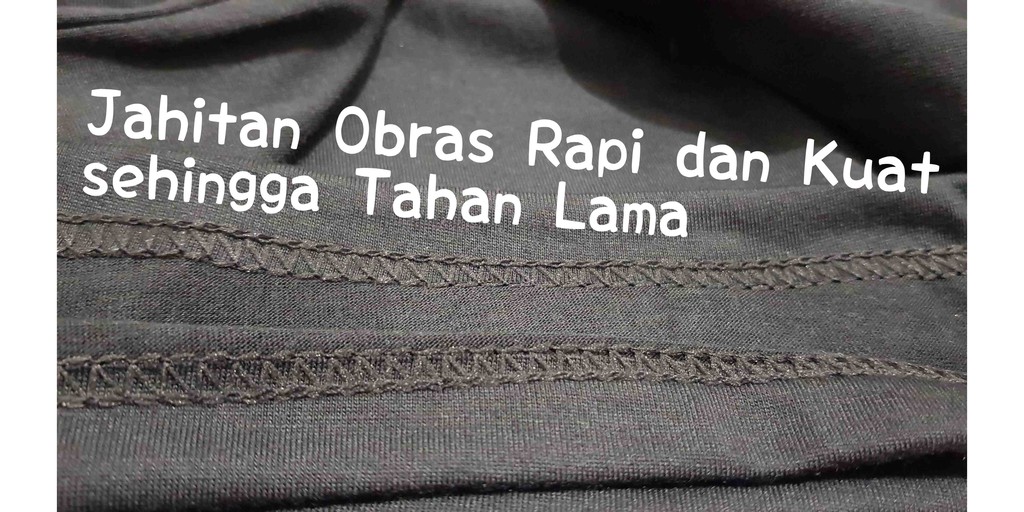 Jahitan Obras Rapi dan Kuat
sehingga Tahan Lama